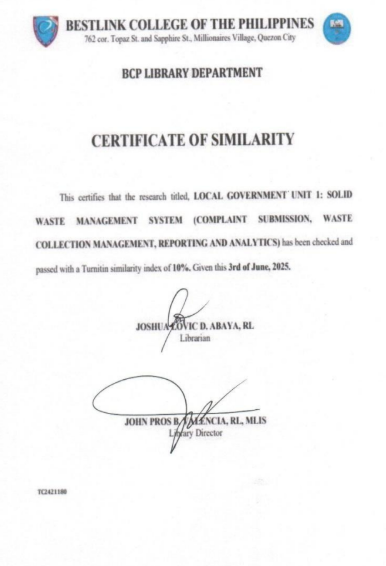 BESTLINK COLLEGE OF THE PHILIPPINES
762 cor. Topaz St. and Sapphire St., Millionaires Village, Quezon City
BCP LIBRARY DEPARTMENT
CERTIFICATE OF SIMILARITY
This certifies that the research titled, LOCAL GOVERNMENT UNIT 1: SOLID
WASTE MANAGEMENT SYSTEM (COMPLAINT SUBMISSION, WASTE
COLLECTION MANAGEMENT, REPORTING AND ANALYTICS) has been checked and
passed with a Turnitin similarity index of 10%. Given this 3rd of June, 2025.
JOSHUA LOVIC D. ABAYA, RL
Librarian
JOHN PROS B. VALENCIA, RL, MLIS
Library Director
TC2421100